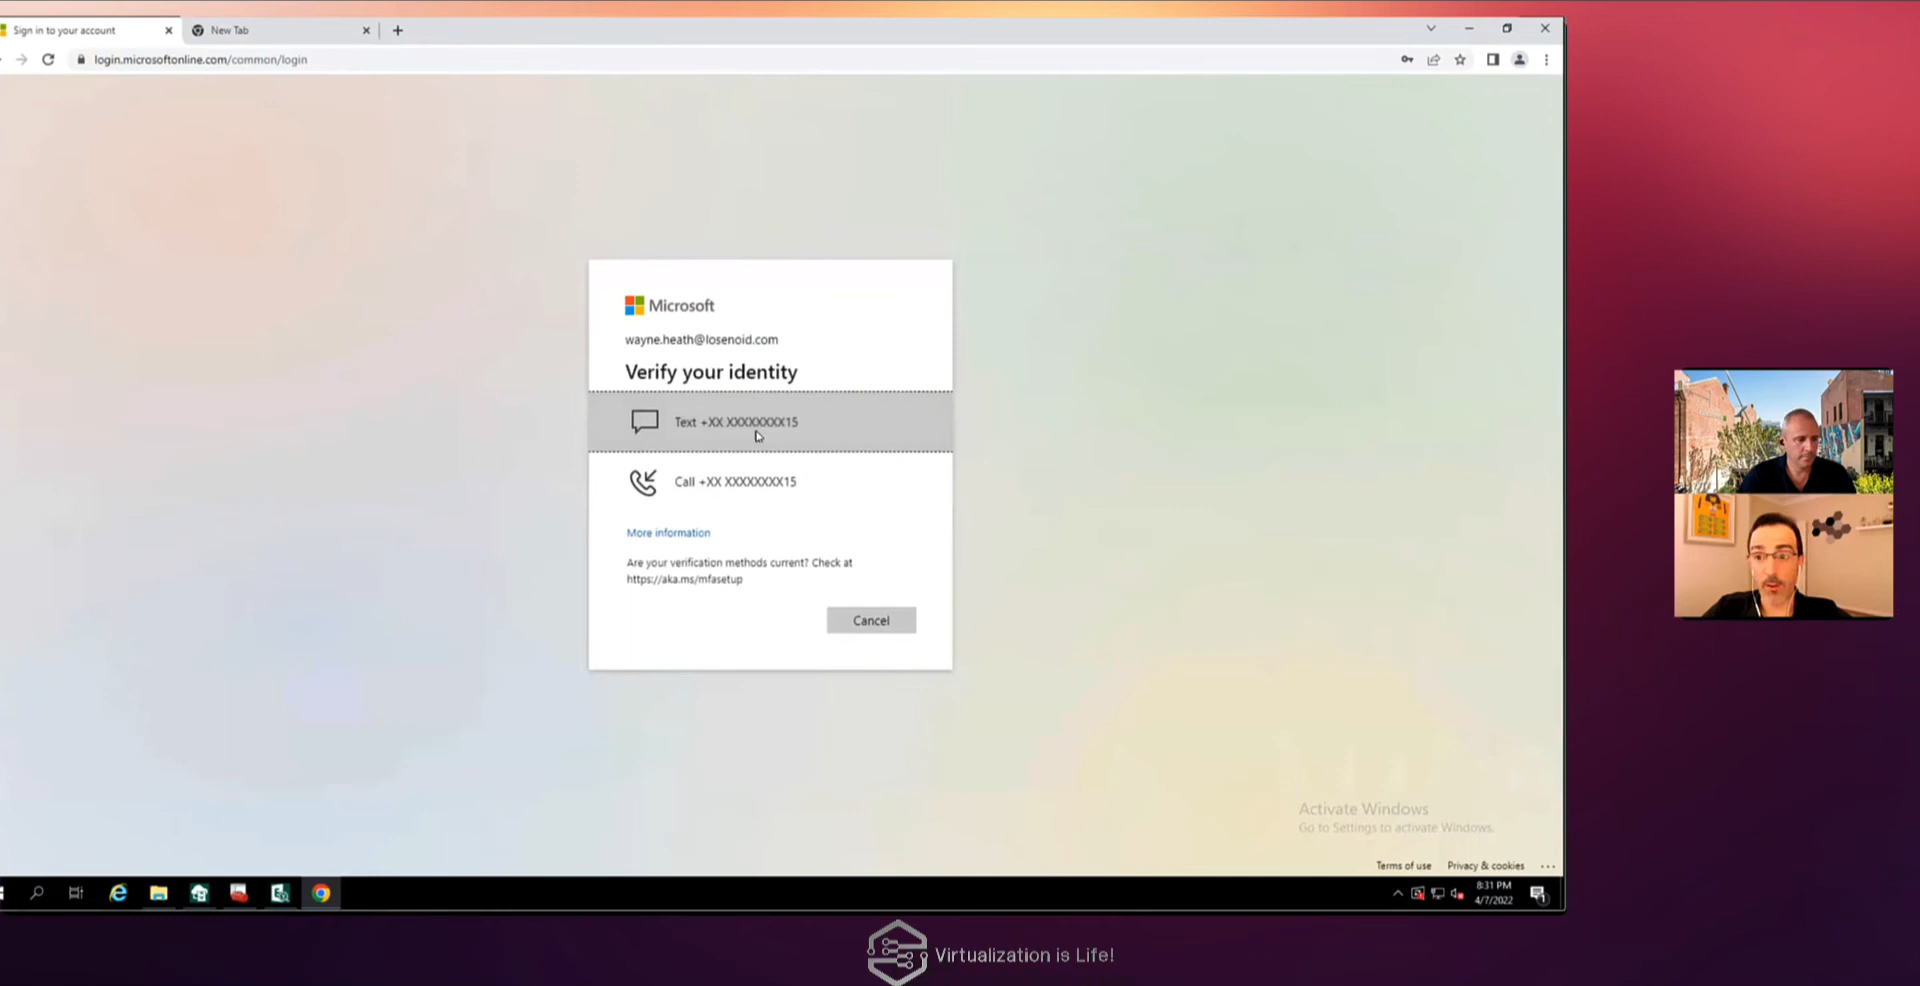 Sign in to your account
New Tab
login.microsoftonline.com/common/login
Microsoft
wayne.heath@losenoid.com
Verify your identity
Text +XX XXXXXXXX15
Call +XX XXXXXXXX15
More information
Are your verification methods current? Check at
https://aka.ms/mfasetup
Cancel
Activate Windows
Go to Settings to activate Windows.
Terms of use
Privacy & cookies
8:31 PM
4/7/2022
1
Virtualization is Life!